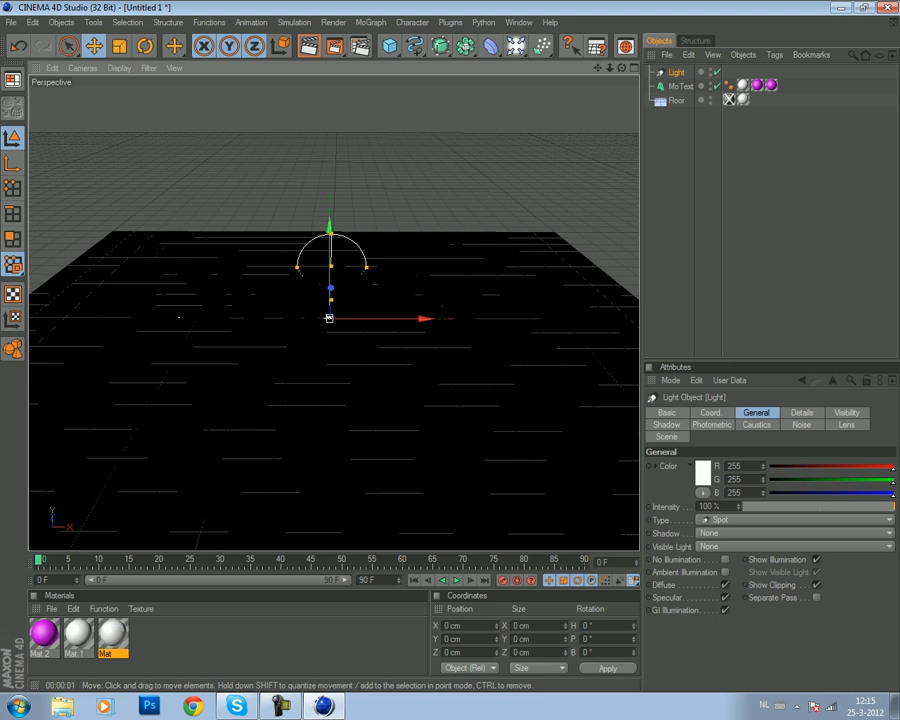 CINEMA 4D Studio (32 Bit) - [Untitled 1 *]
File Edit Objects Tools Selection Structure Functions Animation Simulation Render MoGraph Character Plugins Python Window Help
Edit Cameras Display Filter View
Perspective
Y
X
0 5 10 15 20 25 30 35 40 45 50 55 60 65 70 75 80 85 90 0 F
0 F 0 F 90 F 90 F
Materials
File Edit Function Texture
Mat 2 Mat 1 Mat
Coordinates
Position Size Rotation
X 0 cm X 0 cm H 0 °
Y 0 cm Y 0 cm P 0 °
Z 0 cm Z 0 cm B 0 °
Object (Rel) Size Apply
00:00:01 Move: Click and drag to move elements. Hold down SHIFT to quantize movement / add to the selection in point mode, CTRL to remove.
Objects Structure
File Edit View Objects Tags Bookmarks
Light
MoText
Floor
Attributes
Mode Edit User Data
Light Object [Light]
Basic Coord. General Details Visibility
Shadow Photometric Caustics Noise Lens
Scene
General
Color R 255
G 255
B 255
Intensity 100 %
Type Spot
Shadow None
Visible Light None
No Illumination Show Illumination
Ambient Illumination Show Visible Light
Diffuse Show Clipping
Specular Separate Pass
GI Illumination
MAXON
CINEMA 4D
Ps
NL
12:15
25-3-2012